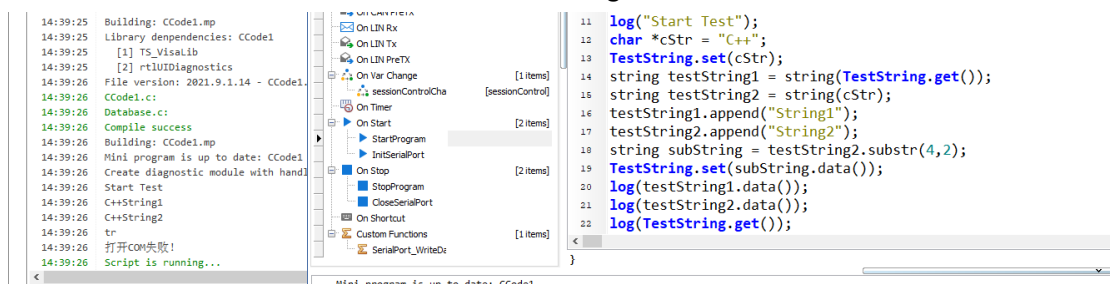 14:39:25 Building: CCode1.mp
14:39:25 Library denpendencies: CCode1
14:39:25 [1] TS_VisaLib
14:39:25 [2] rtlUIDiagnostics
14:39:26 File version: 2021.9.1.14 - CCode1.
14:39:26 CCode1.c:
14:39:26 Database.c:
14:39:26 Compile success
14:39:26 Building: CCode1.mp
14:39:26 Mini program is up to date: CCode1
14:39:26 Create diagnostic module with handl
14:39:26 Start Test
14:39:26 C++String1
14:39:26 C++String2
14:39:26 tr
14:39:26 打开COM失败!
14:39:26 Script is running...
On CAN PreTX
On LIN Rx
On LIN Tx
On LIN PreTX
On Var Change [1 items]
sessionControlCha [sessionControl]
On Timer
On Start [2 items]
StartProgram
InitSerialPort
On Stop [2 items]
StopProgram
CloseSerialPort
On Shortcut
Custom Functions [1 items]
SerialPort_WriteDa
11 log("Start Test");
12 char *cStr = "C++";
13 TestString.set(cStr);
14 string testString1 = string(TestString.get());
15 string testString2 = string(cStr);
16 testString1.append("String1");
17 testString2.append("String2");
18 string subString = testString2.substr(4,2);
19 TestString.set(subString.data());
20 log(testString1.data());
21 log(testString2.data());
22 log(TestString.get());
}
Mini program is up to date: CCode1